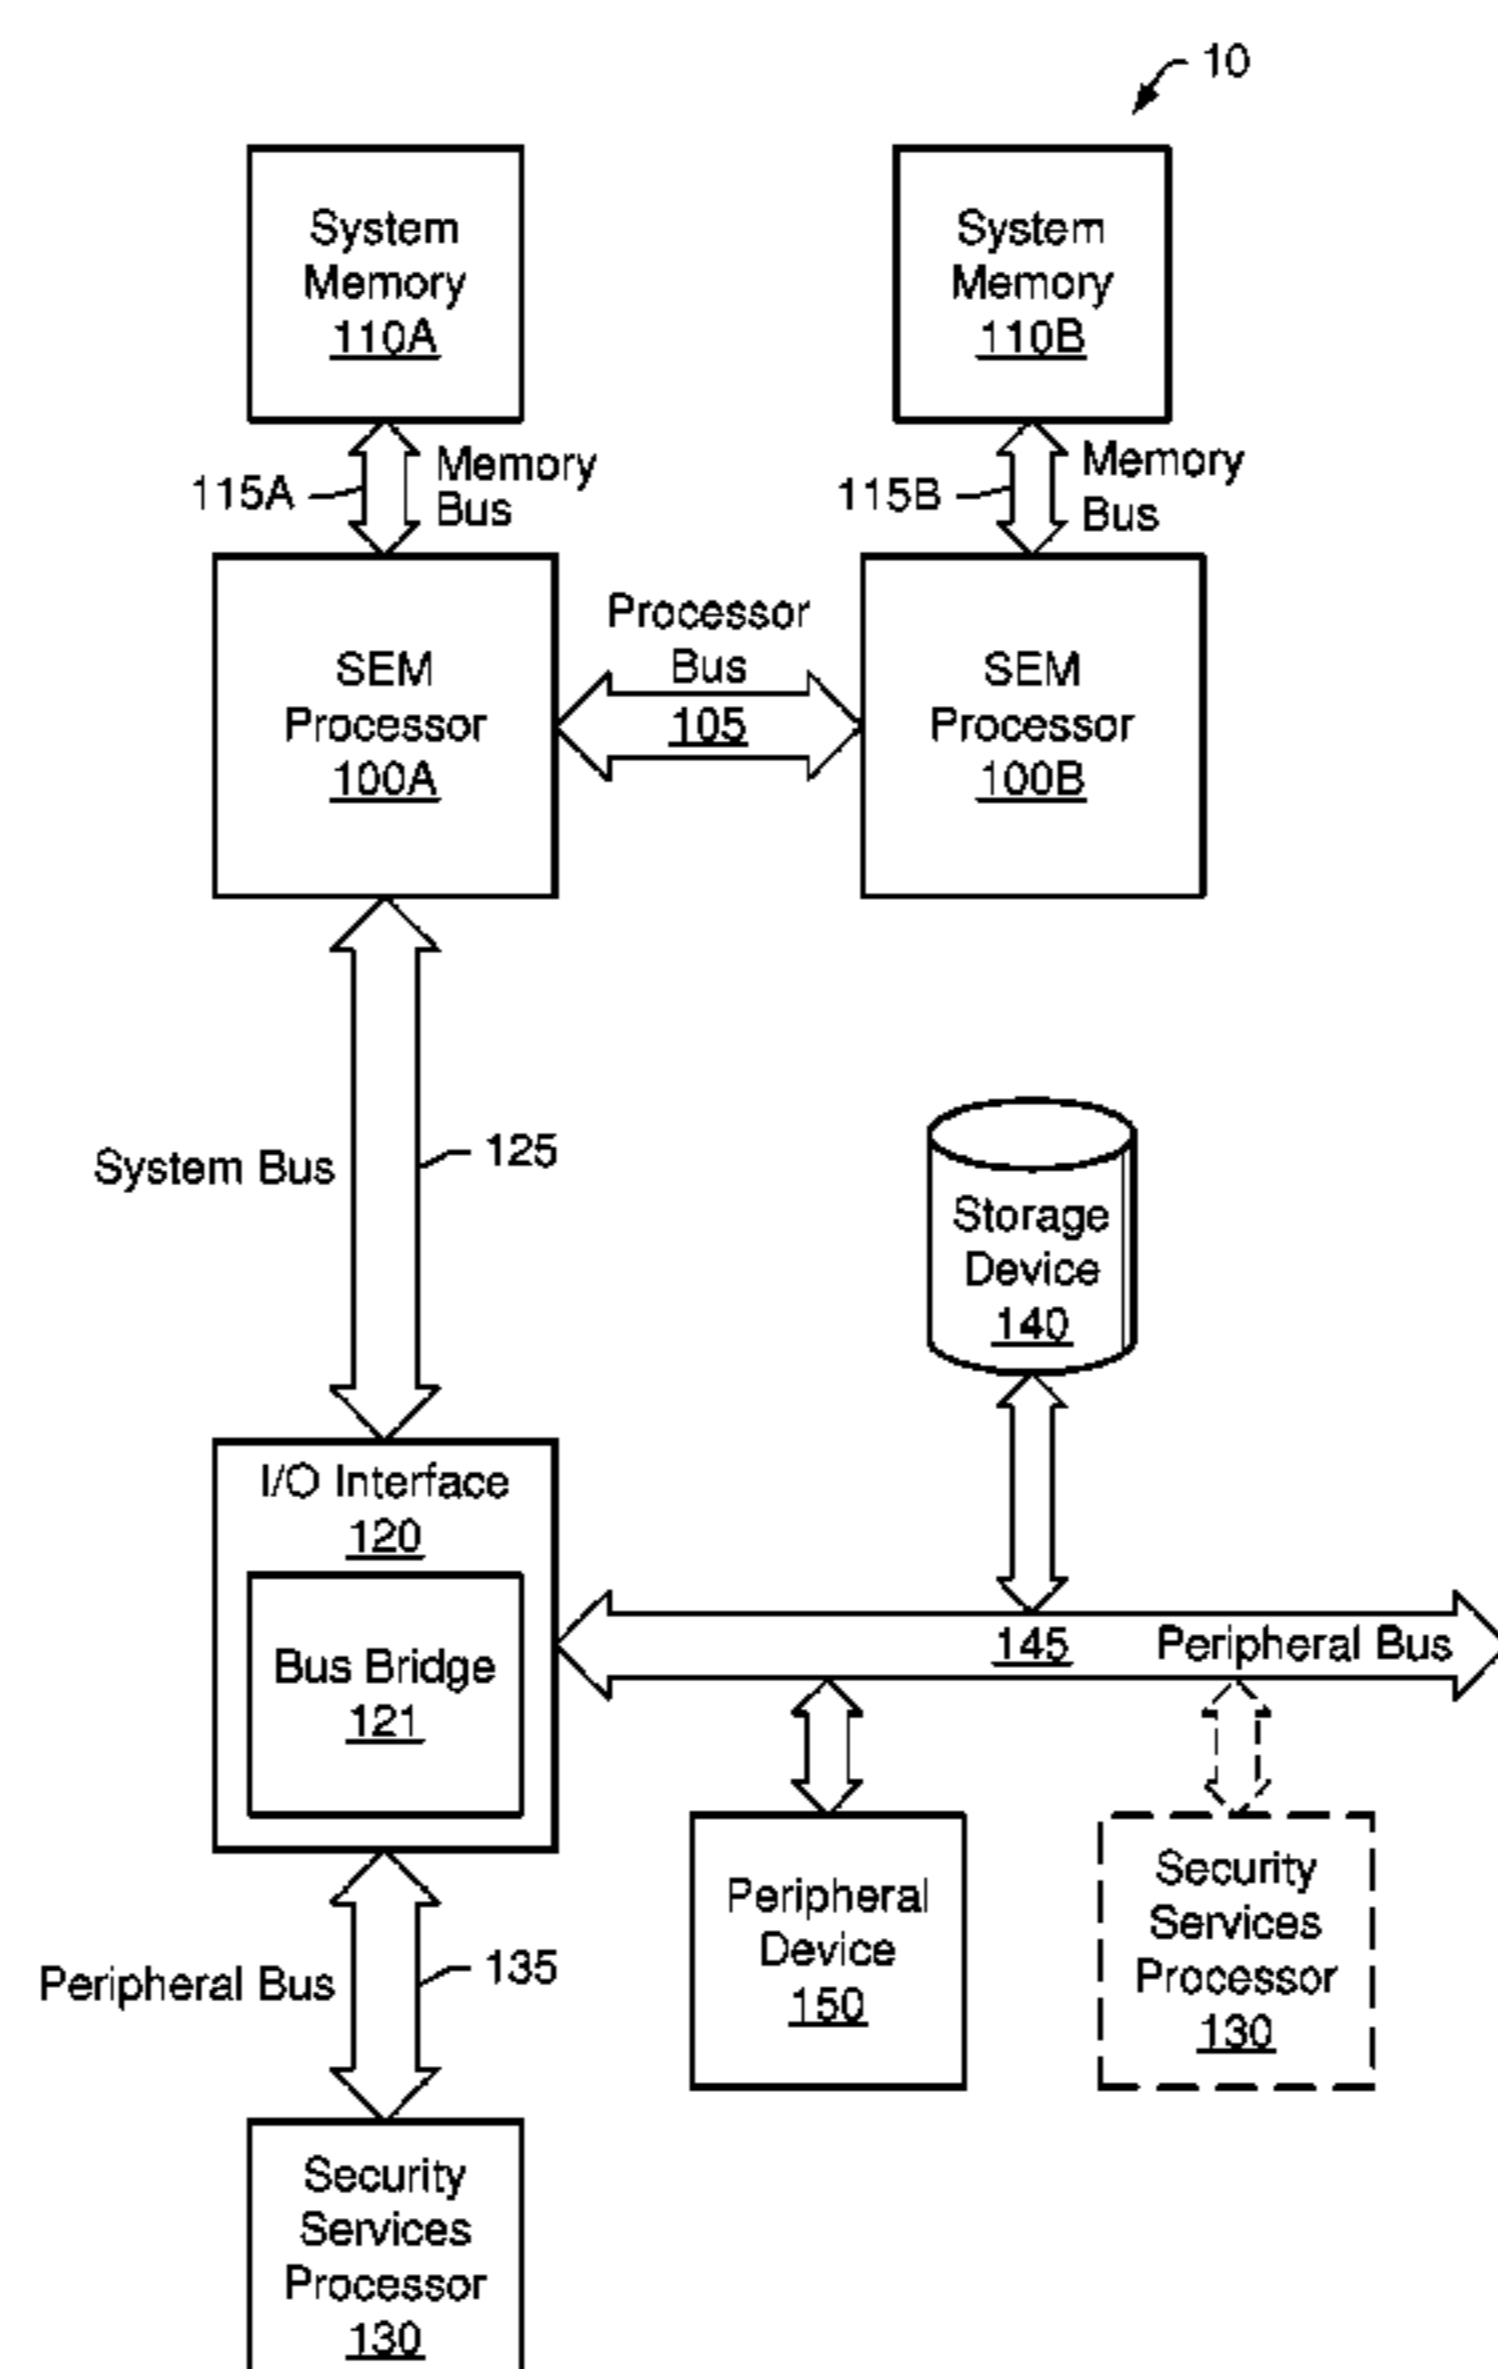 10
System
Memory
110A
System
Memory
110B
115A
Memory
Bus
115B
Memory
Bus
SEM
Processor
100A
Processor
Bus
105
SEM
Processor
100B
System Bus
125
Storage
Device
140
I/O Interface
120
Bus Bridge
121
145
Peripheral Bus
Peripheral Bus
135
Peripheral
Device
150
Security
Services
Processor
130
Security
Services
Processor
130